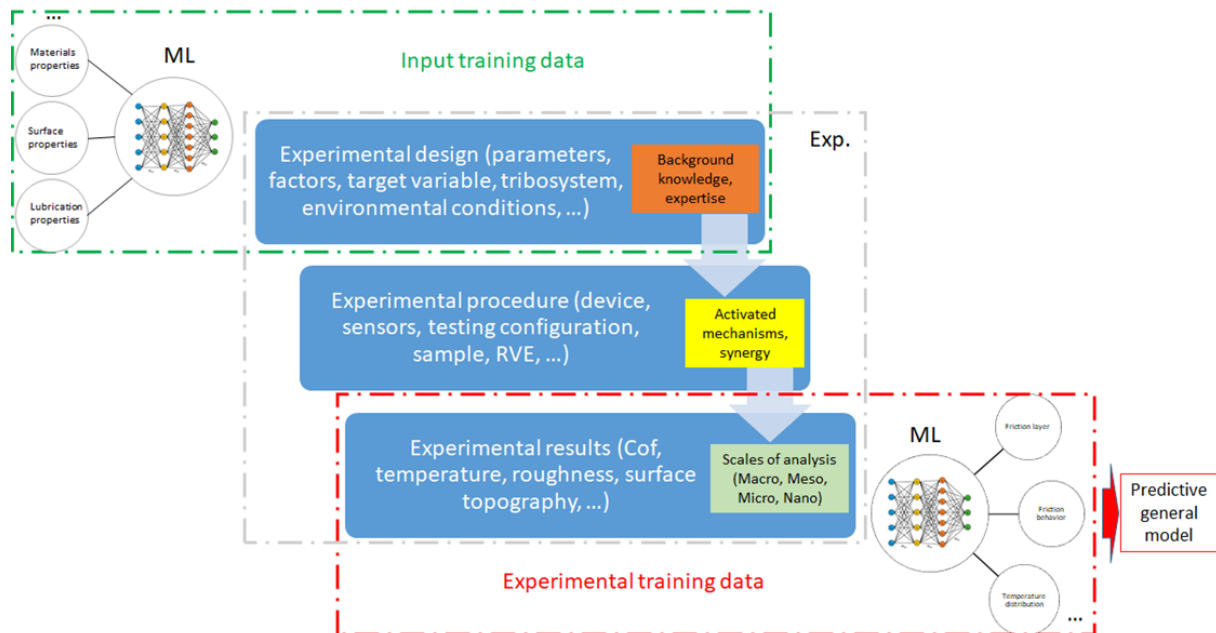 ...
Materials
properties
ML
Input training data
Surface
properties
Lubrication
properties
Exp.
Experimental design (parameters,
factors, target variable, tribosystem,
environmental conditions, ...)
Background
knowledge,
expertise
Experimental procedure (device,
sensors, testing configuration,
sample, RVE, ...)
Activated
mechanisms,
synergy
Experimental results (Cof,
temperature, roughness, surface
topography, ...)
Scales of analysis
(Macro, Meso,
Micro, Nano)
ML
Friction layer
Friction
behavior
Temperature
distribution
...
Predictive
general
model
Experimental training data